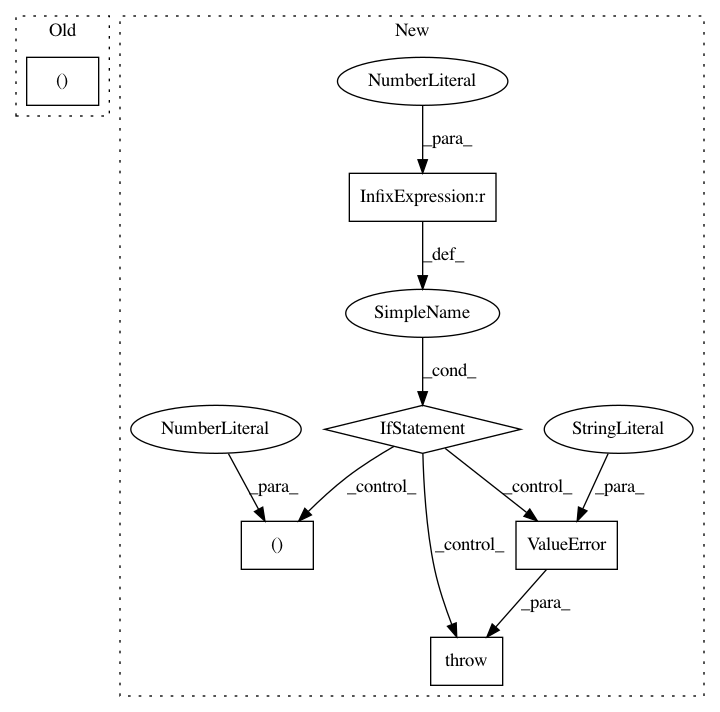 Old
New
()
NumberLiteral
_para_
InfixExpression:r
_def_
SimpleName
_cond_
NumberLiteral
IfStatement
StringLiteral
_para_
_control_
_control_
_para_
_control_
()
ValueError
_para_
throw